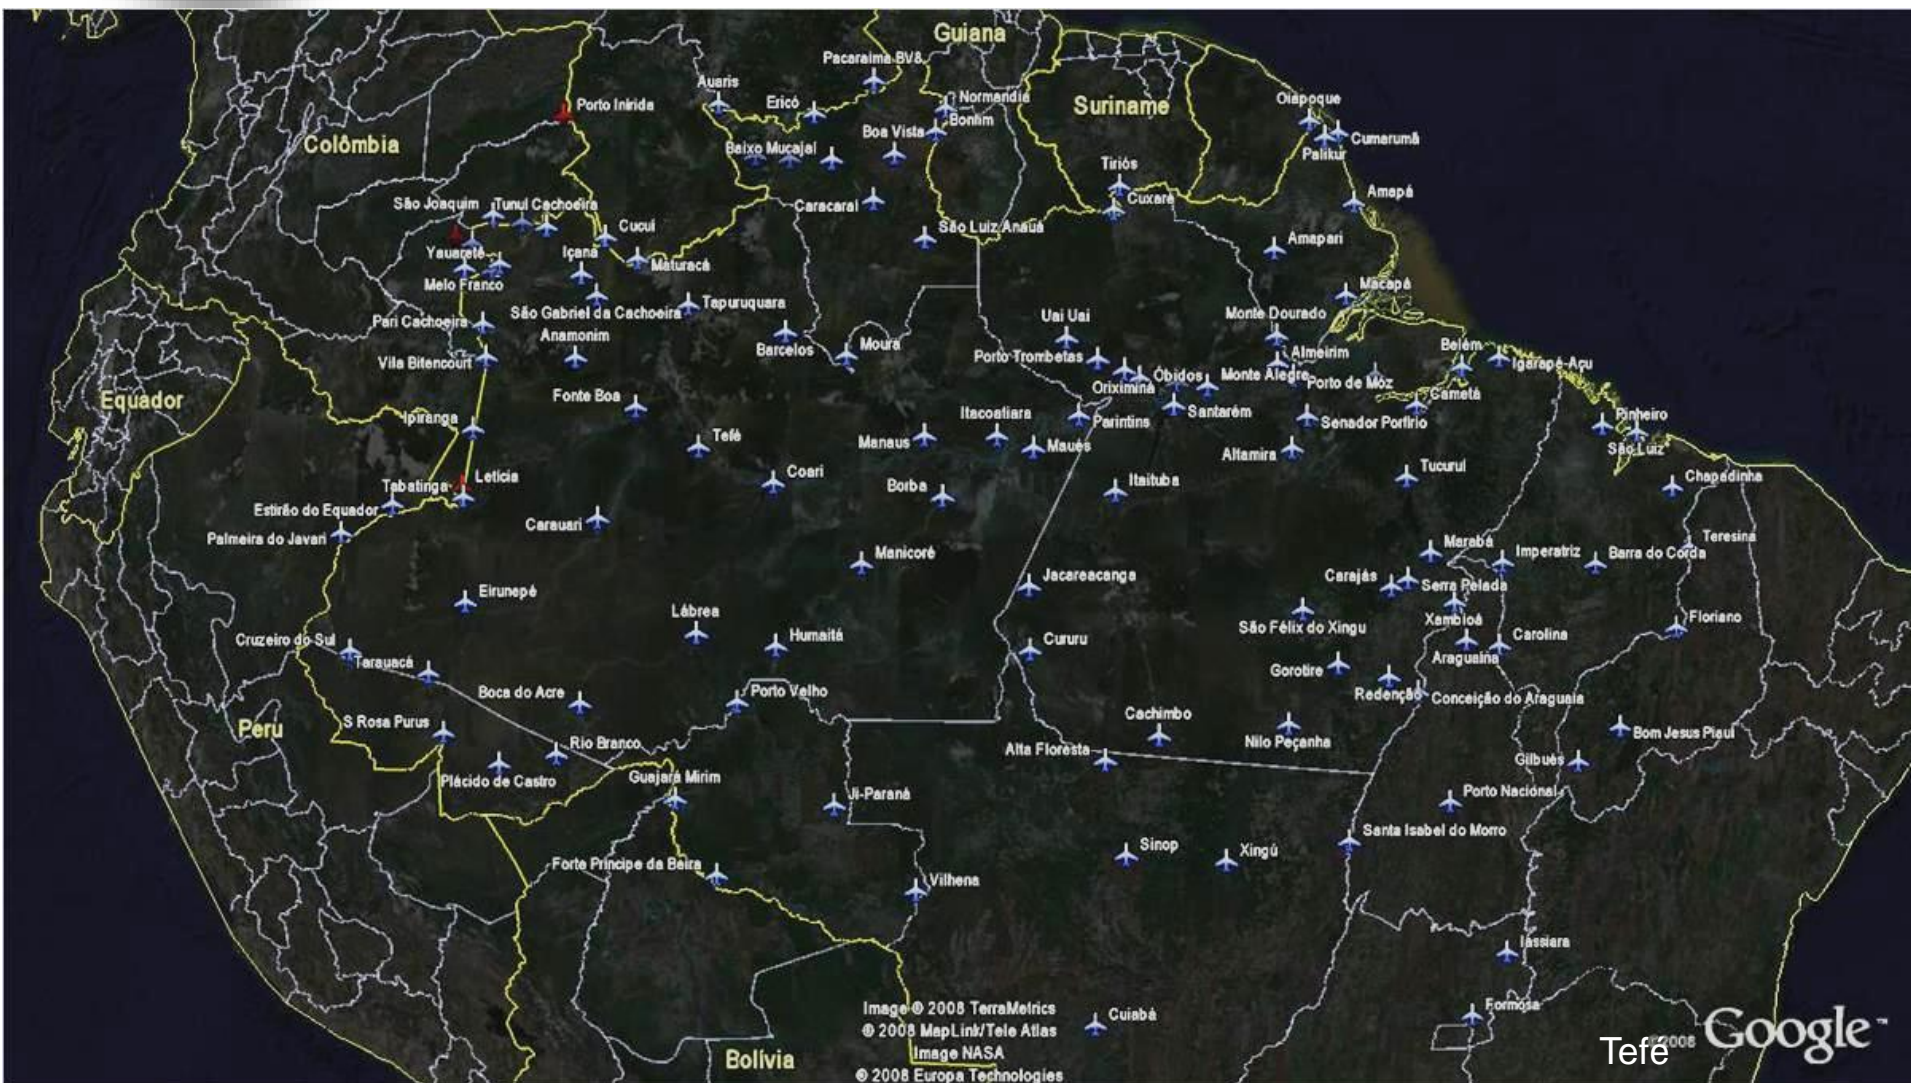 Guiana
Pacaraima BV8
Auaris
Ericó
Normandia
Bonfim
Porto Inírida
Suriname
Oiapoque
Colômbia
Boa Vista
Cumarumã
Palikur
Baixo Mucajaí
Tiriós
Amapá
São Joaquim
Tunuí Cachoeira
Caracaraí
Cuxaré
Cucuí
São Luiz Anauá
Amapari
Yauaretê
Içana
Maturacá
Melo Franco
Macapá
São Gabriel da Cachoeira
Tapuruquara
Pari Cachoeira
Uai Uai
Monte Dourado
Anamonim
Barcelos
Moura
Porto Trombetas
Almeirim
Belém
Igarapé-Açu
Vila Bitencourt
Oriximiná
Óbidos
Monte Alegre
Porto de Móz
Equador
Fonte Boa
Cametá
Ipiranga
Itacoatiara
Parintins
Santarém
Senador Porfírio
Pinheiro
Tefé
Manaus
Maués
Altamira
São Luiz
Tabatinga
Letícia
Coari
Borba
Itaituba
Tucuruí
Chapadinha
Estirão do Equador
Carauari
Palmeira do Javari
Teresina
Manicoré
Marabá
Imperatriz
Barra do Corda
Jacareacanga
Carajás
Serra Pelada
Eirunepé
Lábrea
Humaitá
São Félix do Xingu
Xambioá
Floriano
Cruzeiro do Sul
Cururu
Carolina
Tarauacá
Araguaína
Gorotire
Boca do Acre
Porto Velho
Redenção
Conceição do Araguaia
S Rosa Purus
Peru
Cachimbo
Rio Branco
Nilo Peçanha
Bom Jesus Piauí
Alta Floresta
Gilbués
Plácido de Castro
Guajará Mirim
Ji-Paraná
Porto Nacional
Santa Isabel do Morro
Sinop
Xingú
Forte Príncipe da Beira
Vilhena
Iassiara
Formosa
Cuiabá
Image © 2008 TerraMetrics
© 2008 MapLink/Tele Atlas
Image NASA
© 2008 Europa Technologies
Bolívia
Tefé
©2008 Google™